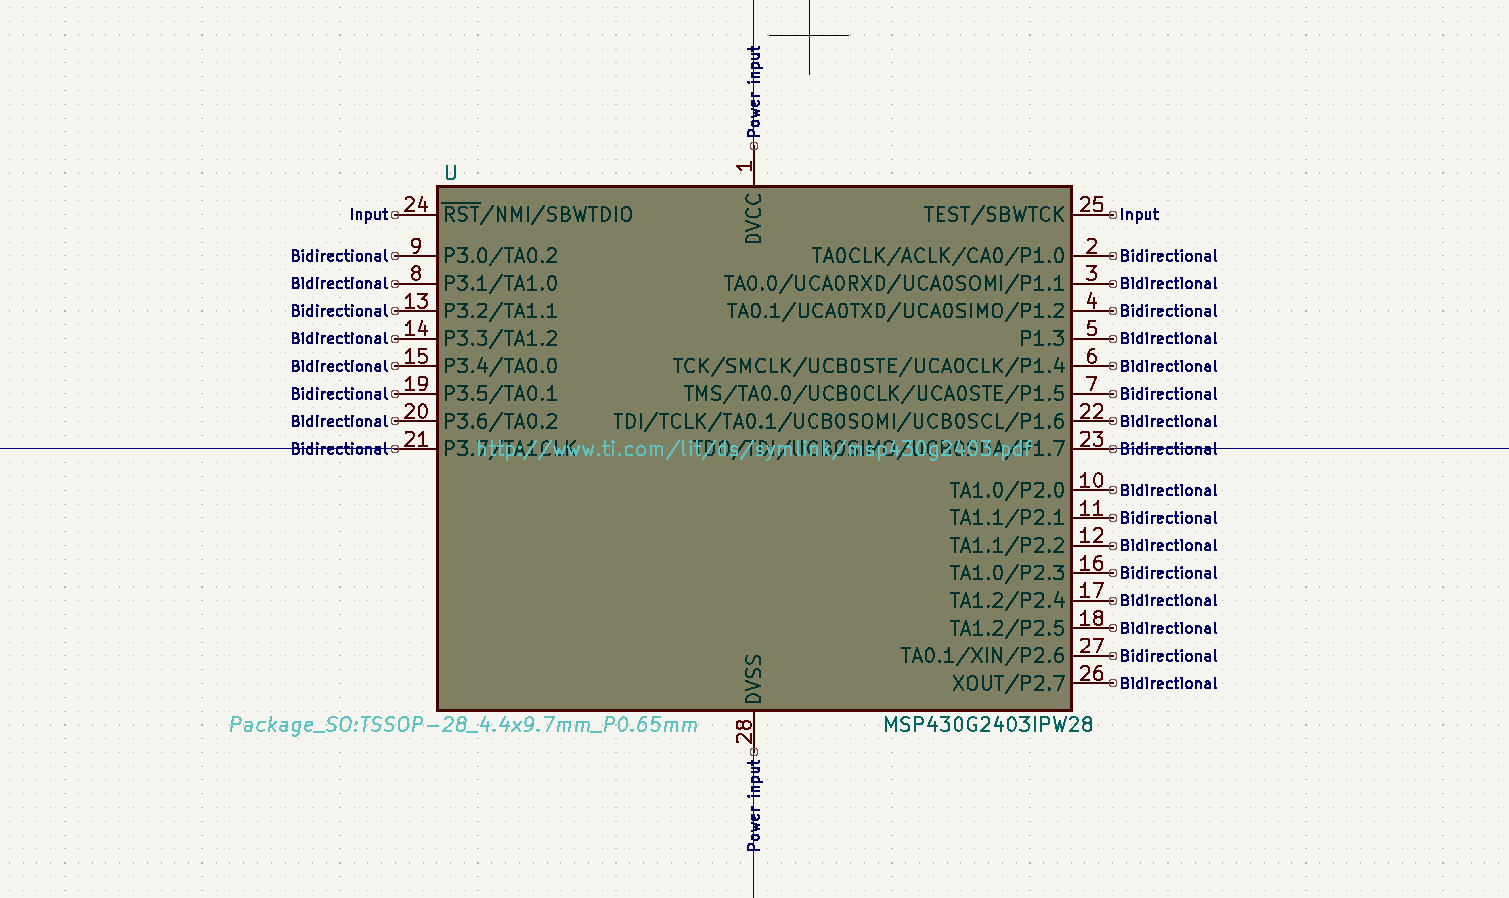 Power input
1
DVCC
U
24 Input RST/NMI/SBWTDIO
TEST/SBWTCK 25 Input
Bidirectional 9 P3.0/TA0.2
TA0CLK/ACLK/CA0/P1.0 2 Bidirectional
Bidirectional 8 P3.1/TA1.0
TA0.0/UCA0RXD/UCA0SOMI/P1.1 3 Bidirectional
Bidirectional 13 P3.2/TA1.1
TA0.1/UCA0TXD/UCA0SIMO/P1.2 4 Bidirectional
Bidirectional 14 P3.3/TA1.2
P1.3 5 Bidirectional
Bidirectional 15 P3.4/TA0.0
TCK/SMCLK/UCB0STE/UCA0CLK/P1.4 6 Bidirectional
Bidirectional 19 P3.5/TA0.1
TMS/TA0.0/UCB0CLK/UCA0STE/P1.5 7 Bidirectional
Bidirectional 20 P3.6/TA0.2
TDI/TCLK/TA0.1/UCB0SOMI/UCB0SCL/P1.6 22 Bidirectional
Bidirectional 21
http://www.ti.com/lit/ds/symlink/msp430g2403.pdf
23 Bidirectional
TA1.0/P2.0 10 Bidirectional
TA1.1/P2.1 11 Bidirectional
TA1.1/P2.2 12 Bidirectional
TA1.0/P2.3 16 Bidirectional
TA1.2/P2.4 17 Bidirectional
TA1.2/P2.5 18 Bidirectional
TA0.1/XIN/P2.6 27 Bidirectional
XOUT/P2.7 26 Bidirectional
DVSS
Package_SO:TSSOP-28_4.4x9.7mm_P0.65mm
28
MSP430G2403IPW28
Power input